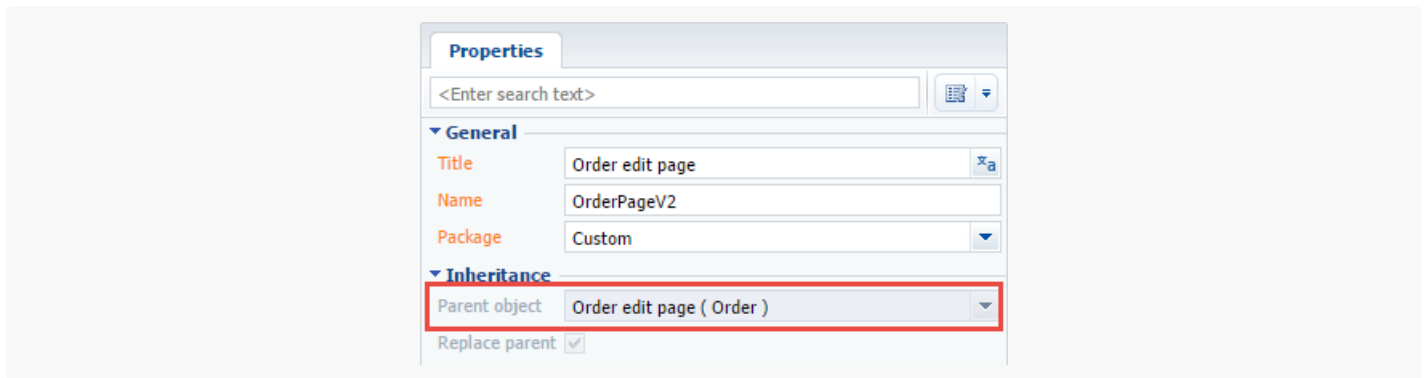 Properties
<Enter search text>
General
Title Order edit page xa
Name OrderPageV2
Package Custom
Inheritance
Parent object Order edit page ( Order )
Replace parent